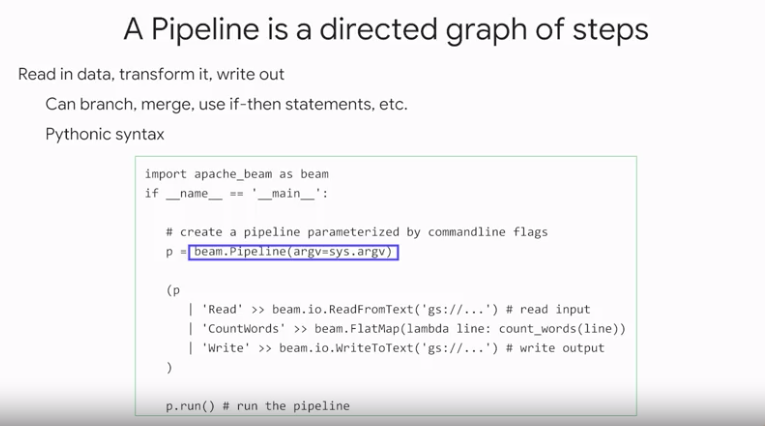 A Pipeline is a directed graph of steps
Read in data, transform it, write out
Can branch, merge, use if-then statements, etc.
Pythonic syntax
import apache_beam as beam
if __name__ == '__main__':
# create a pipeline parameterized by commandline flags
p = beam.Pipeline(argv=sys.argv)
(p
| 'Read' >> beam.io.ReadFromText('gs://...') # read input
| 'CountWords' >> beam.FlatMap(lambda line: count_words(line))
| 'Write' >> beam.io.WriteToText('gs://...') # write output
)
p.run() # run the pipeline